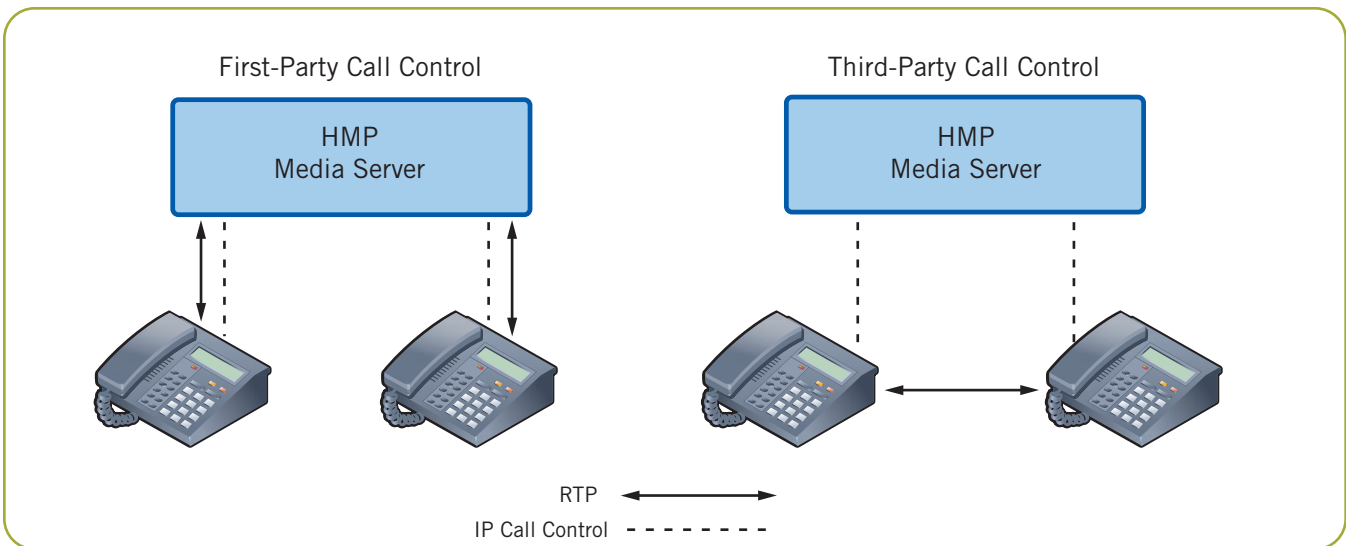 First-Party Call Control
HMP
Media Server
Third-Party Call Control
HMP
Media Server
RTP
IP Call Control